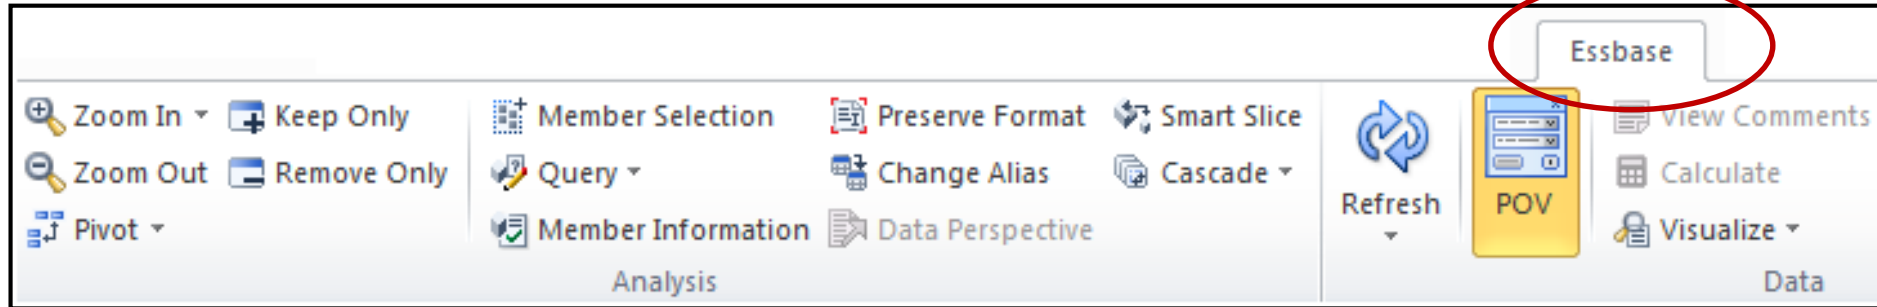 Essbase
Zoom In Keep Only Member Selection Preserve Format Smart Slice View Comments
Zoom Out Remove Only Query Change Alias Cascade Calculate
Refresh POV
Pivot Member Information Data Perspective Visualize
Analysis Data